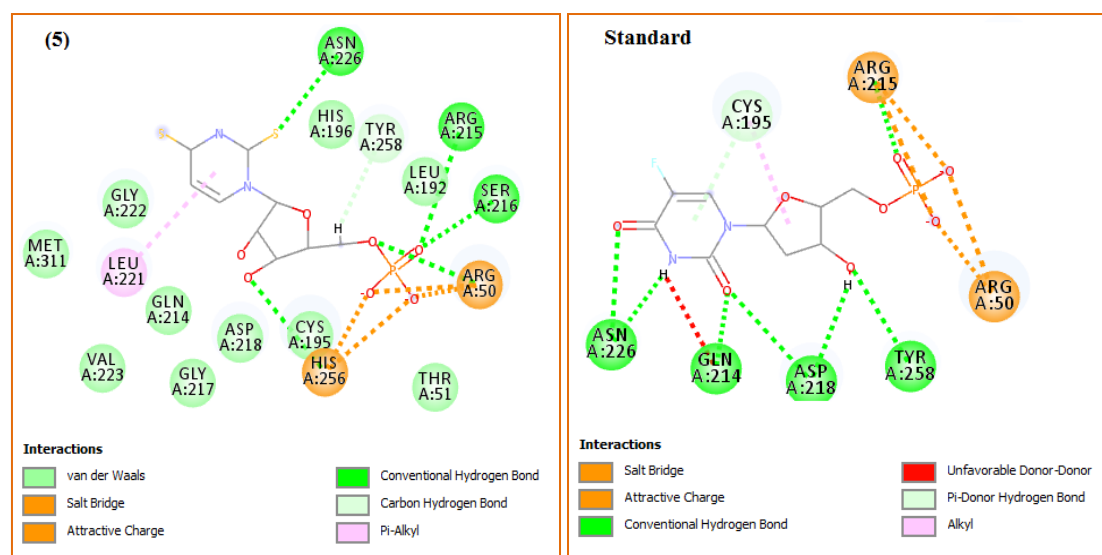 (5)
ASN
A:226
HIS
A:196
TYR
A:258
ARG
A:215
LEU
A:192
SER
A:216
GLY
A:222
MET
A:311
LEU
A:221
GLN
A:214
ASP
A:218
CYS
A:195
ARG
A:50
HIS
A:256
VAL
A:223
GLY
A:217
THR
A:51
S
N
S
N
O
O
O
H
O
O
P
-O
O-
Interactions
van der Waals
Salt Bridge
Attractive Charge
Conventional Hydrogen Bond
Carbon Hydrogen Bond
Pi-Alkyl
Standard
ARG
A:215
CYS
A:195
F
O
N
N
H
O
O
O
H
O
O
P
O-
-O
ARG
A:50
ASN
A:226
GLN
A:214
ASP
A:218
TYR
A:258
Interactions
Salt Bridge
Attractive Charge
Conventional Hydrogen Bond
Unfavorable Donor-Donor
Pi-Donor Hydrogen Bond
Alkyl